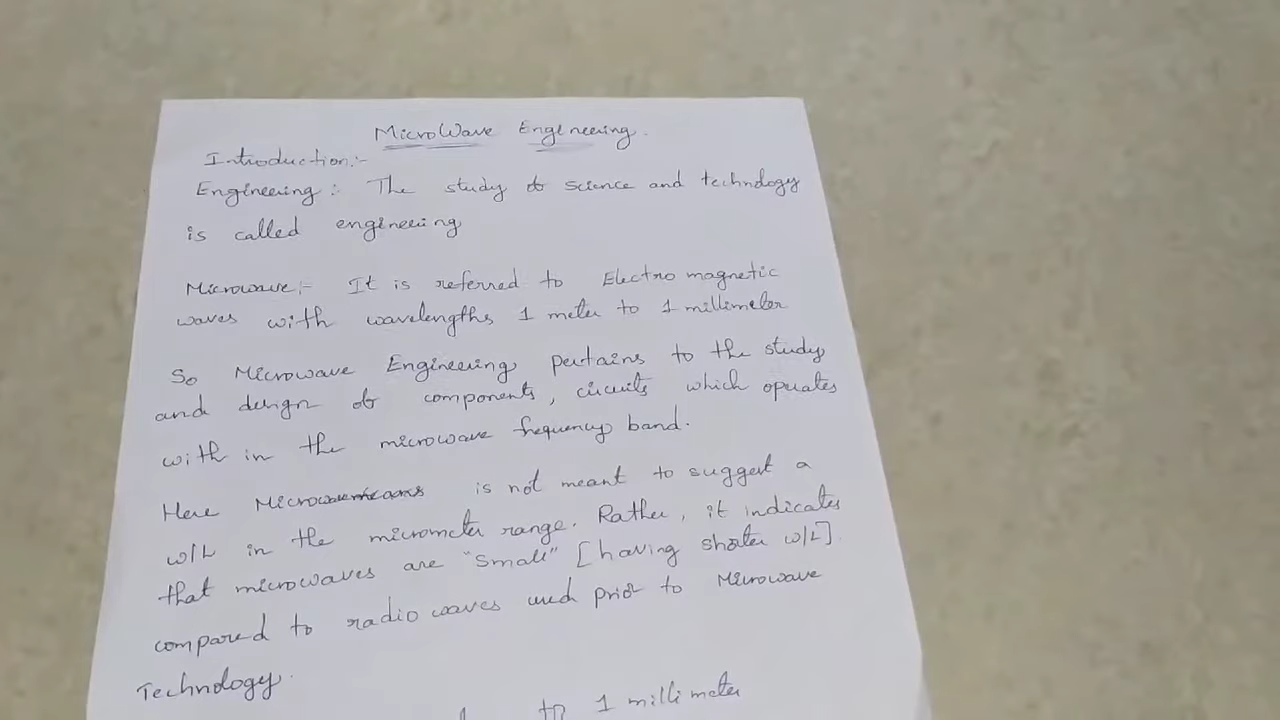 MicroWave Engineering.
Introduction:-
Engineering: The study of science and technology
is called engineering
Microwave:- It is referred to Electro magnetic
waves with wavelengths 1 meter to 1 millimeter
So Microwave Engineering pertains to the study
and design of components, circuits which operates
with in the microwave frequency band.
Here Micro is not meant to suggest a
w/L in the micrometer range. Rather, it indicates
that microwaves are "small" [having shorter w/L]
compared to radio waves used prior to Microwave
Technology.
to 1 millimeter